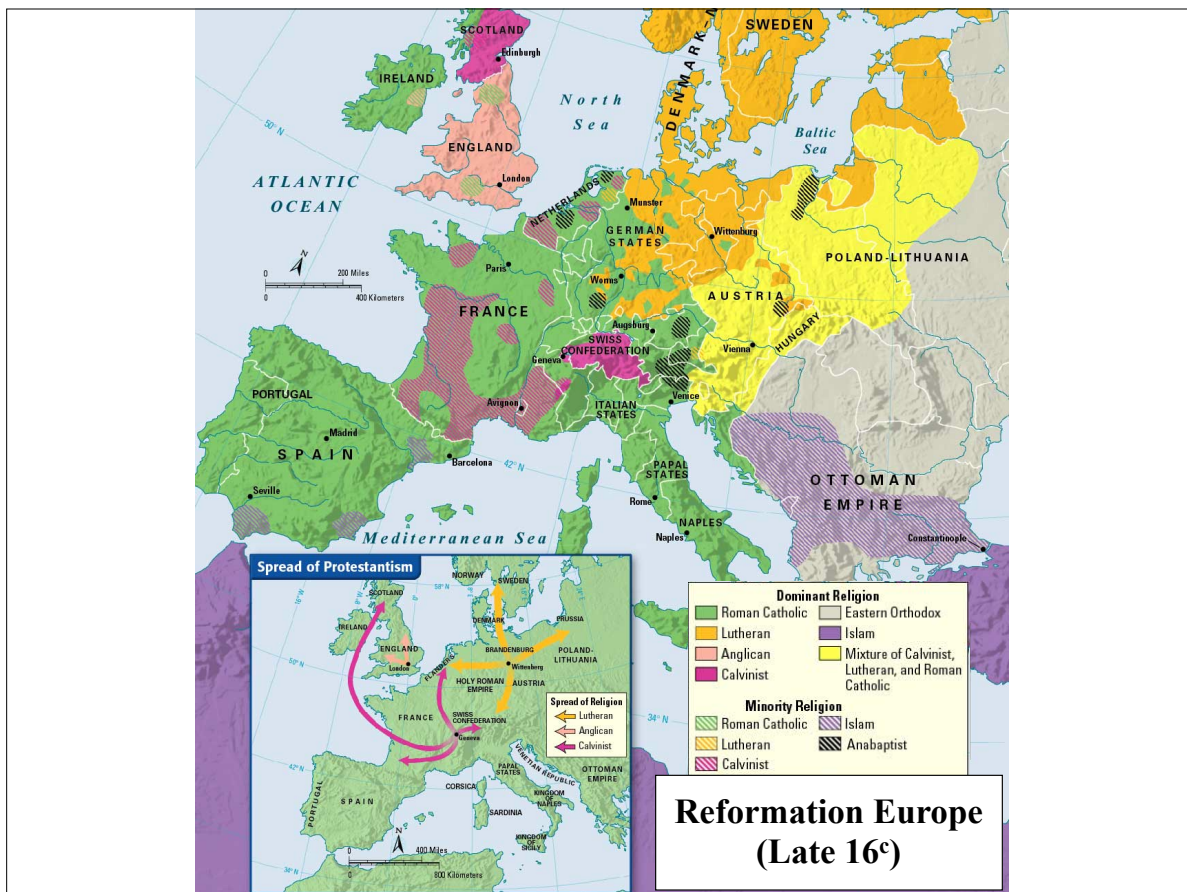 SCOTLAND
Edinburgh
IRELAND
North
Sea
DENMARK-N
SWEDEN
Baltic
Sea
50° N
ENGLAND
London
ATLANTIC
OCEAN
NETHERLANDS
Munster
GERMAN
STATES
Wittenburg
POLAND-LITHUANIA
N
0 200 Miles
0 400 Kilometers
Paris
Worms
AUSTRIA
FRANCE
Augsburg
HUNGARY
SWISS
CONFEDERATION
Geneva
Vienna
PORTUGAL
Avignon
ITALIAN
STATES
Venice
Madrid
SPAIN
Barcelona
42° N
PAPAL
STATES
OTTOMAN
EMPIRE
Seville
Rome
NAPLES
Naples
Constantinople
Mediterranean Sea
34° N
Spread of Protestantism
NORWAY
SWEDEN
SCOTLAND
IRELAND
DENMARK
PRUSSIA
ENGLAND
London
BRANDENBURG
POLAND-
LITHUANIA
Wittenberg
FLANDERS
HOLY ROMAN
EMPIRE
AUSTRIA
FRANCE
SWISS
CONFEDERATION
Geneva
Spread of Religion
Lutheran
Anglican
Calvinist
VENETIAN REPUBLIC
PAPAL
STATES
OTTOMAN
EMPIRE
CORSICA
PORTUGAL
SPAIN
SARDINIA
KINGDOM
OF
NAPLES
KINGDOM
OF
SICILY
50° N
42° N
34° N
N
0 400 Miles
0 800 Kilometers
Dominant Religion
Roman Catholic
Lutheran
Anglican
Calvinist
Eastern Orthodox
Islam
Mixture of Calvinist,
Lutheran, and Roman
Catholic
Minority Religion
Roman Catholic
Lutheran
Calvinist
Islam
Anabaptist
Reformation Europe
(Late 16ᶜ)